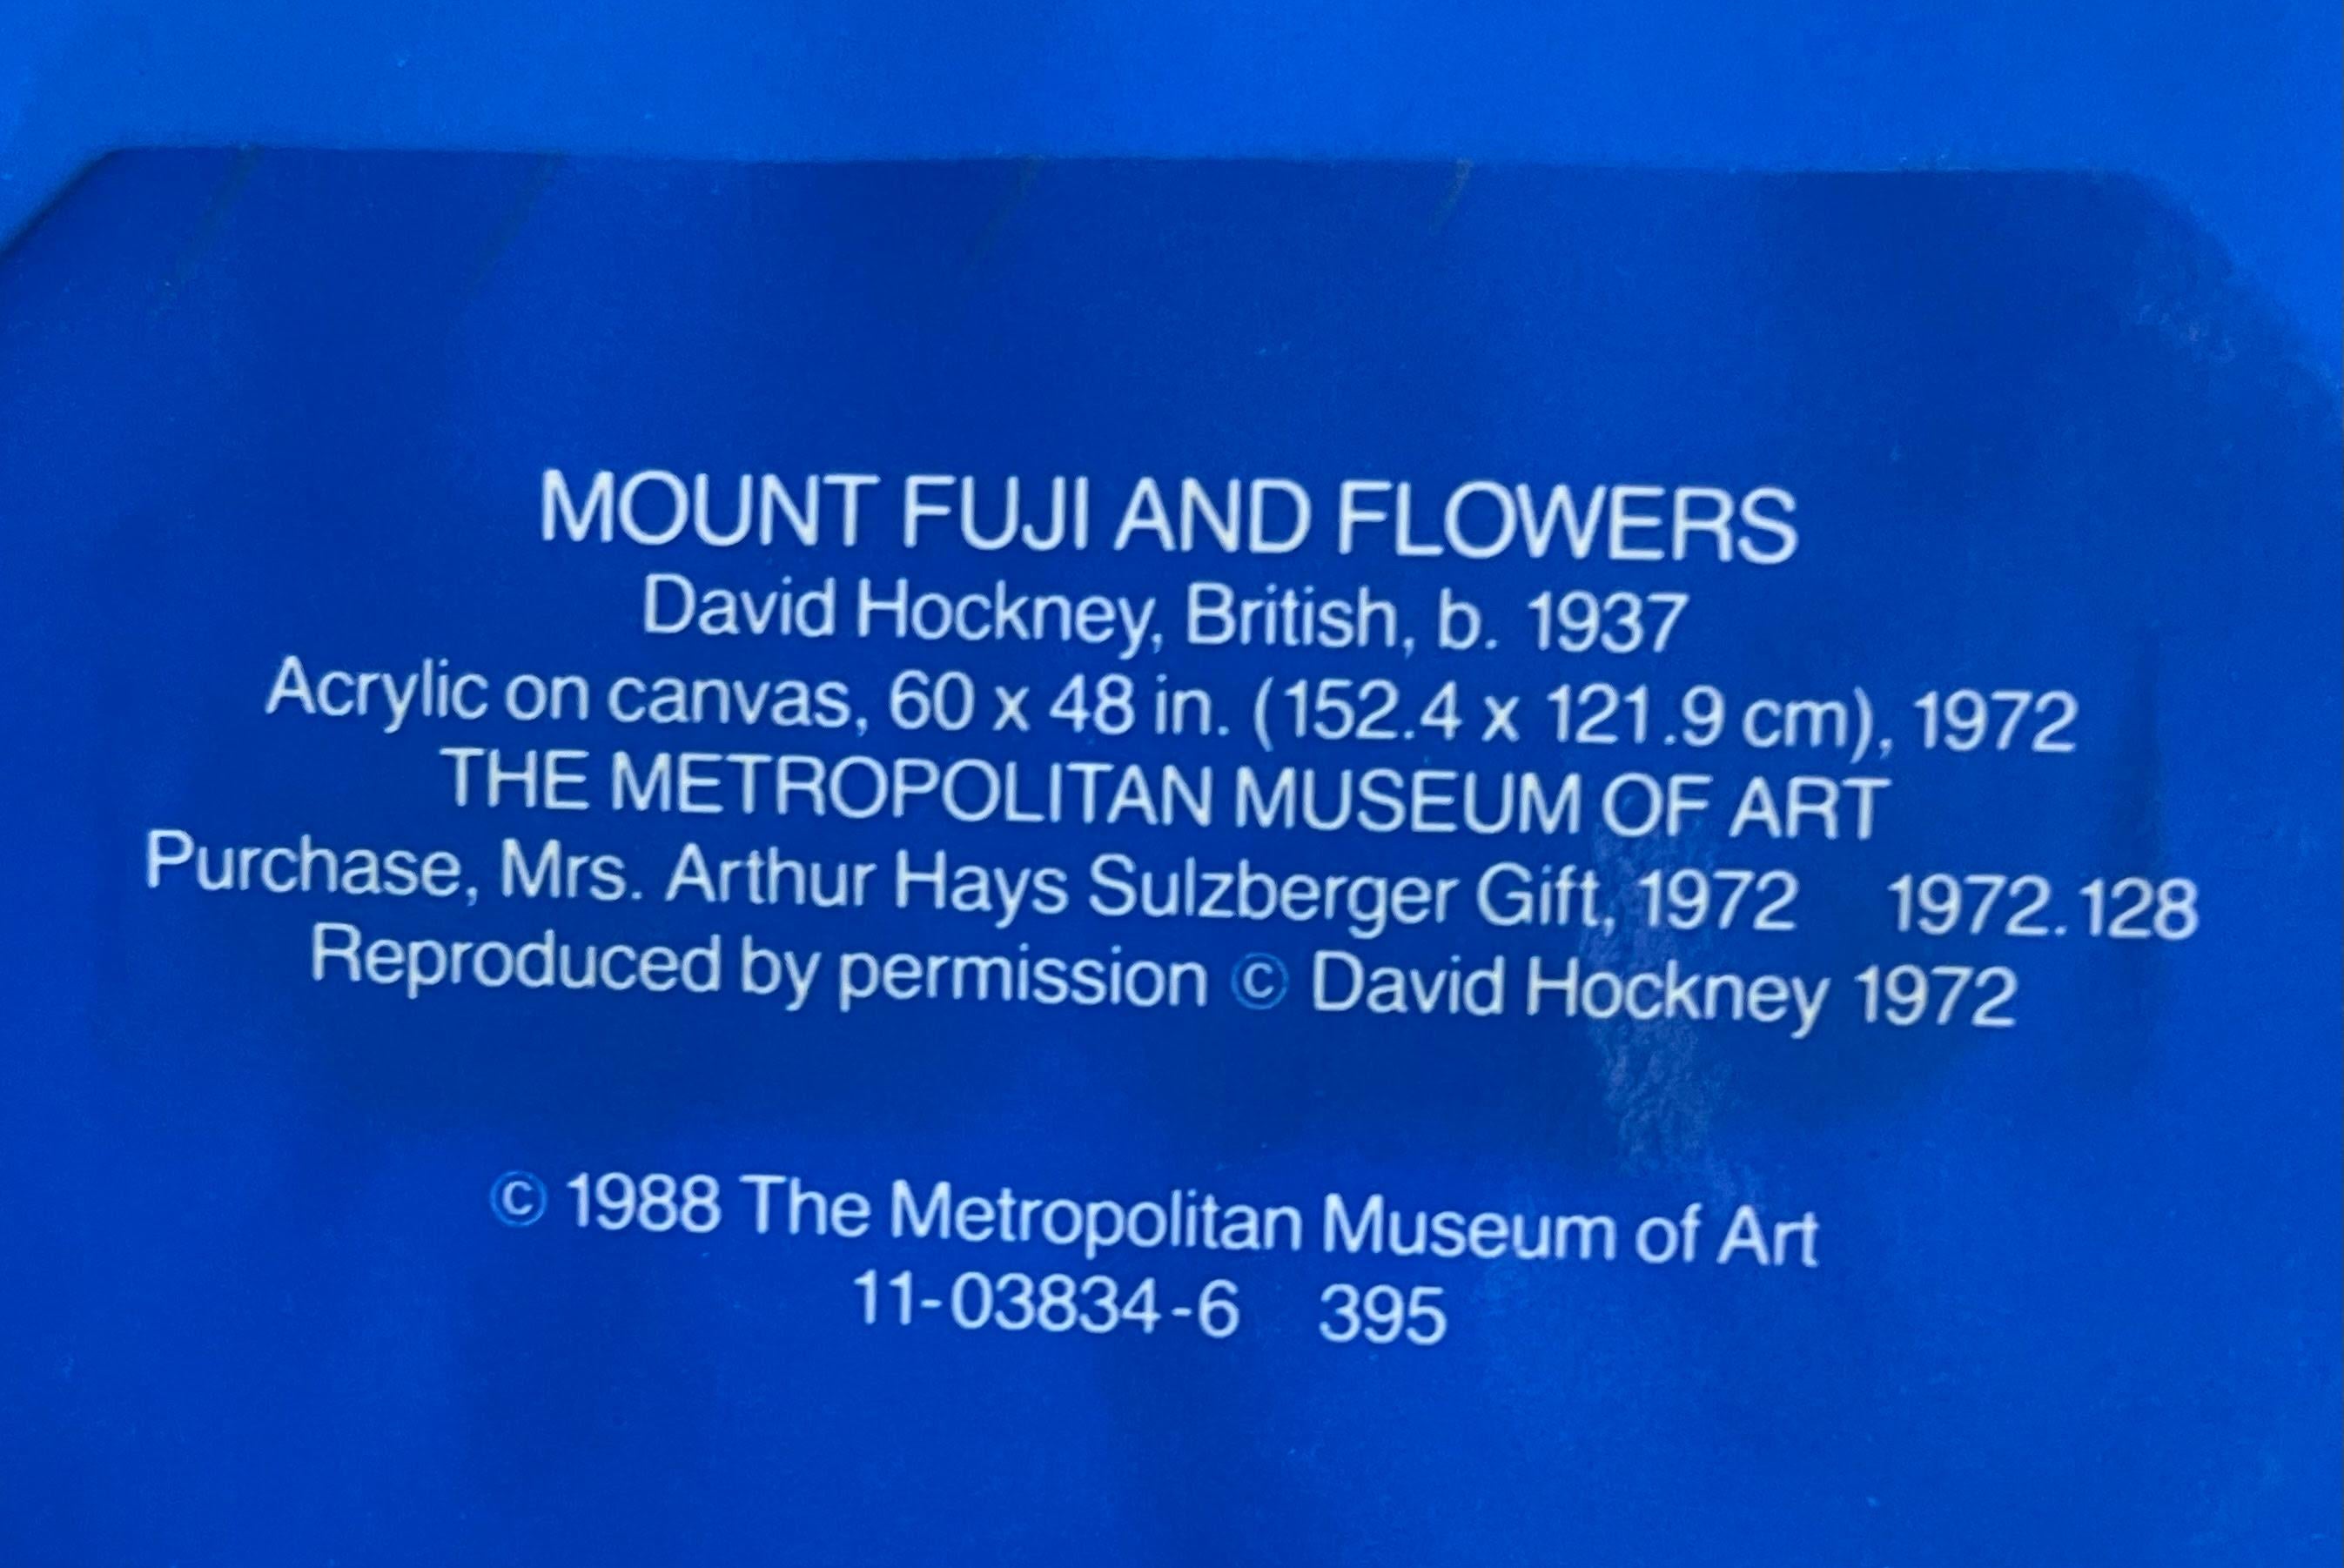 MOUNT FUJI AND FLOWERS
David Hockney, British, b. 1937
Acrylic on canvas, 60 x 48 in. (152.4 x 121.9 cm), 1972
THE METROPOLITAN MUSEUM OF ART
Purchase, Mrs. Arthur Hays Sulzberger Gift, 1972 1972.128
Reproduced by permission © David Hockney 1972
© 1988 The Metropolitan Museum of Art
11-03834-6 395